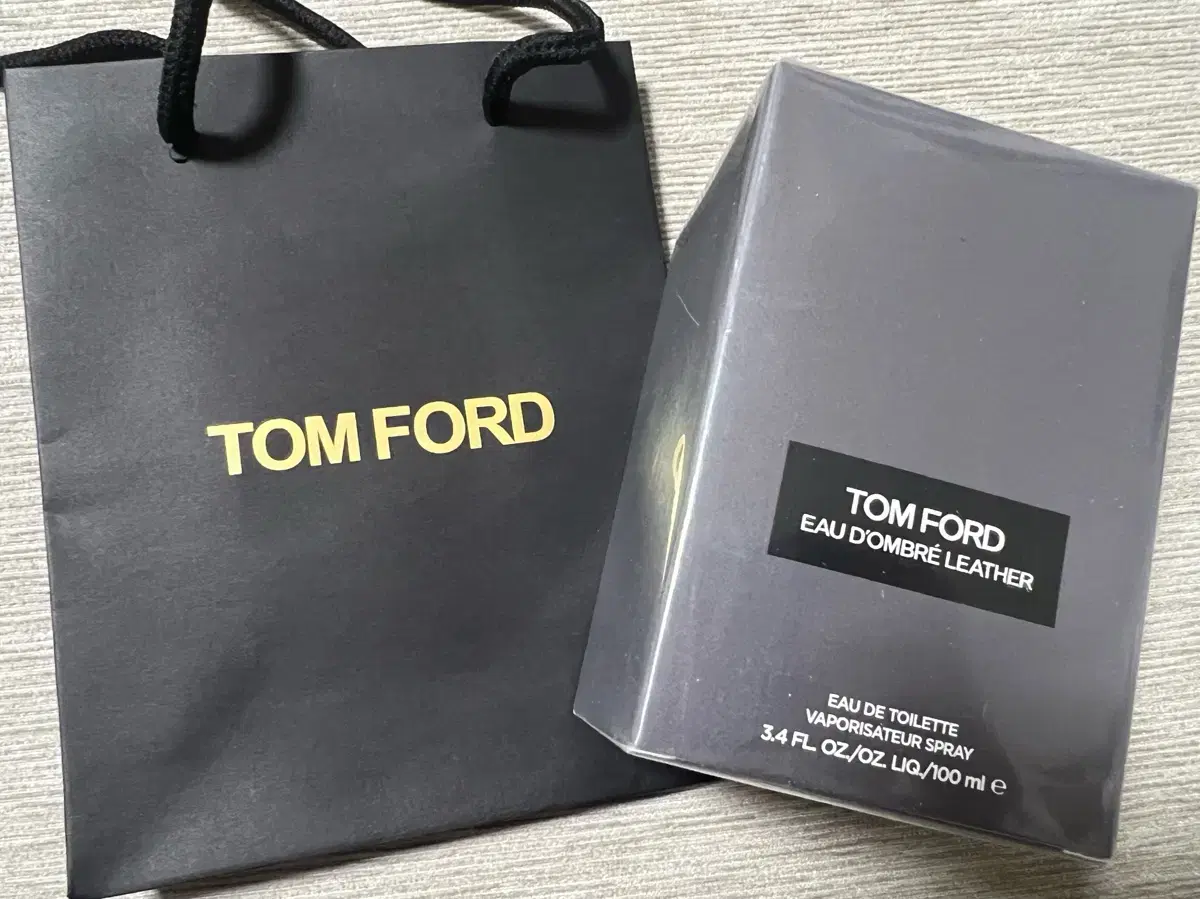 TOM FORD
TOM FORD
EAU D'OMBRÉ LEATHER
EAU DE TOILETTE
VAPORISATEUR SPRAY
3.4 FL. OZ./OZ. LIQ./100 ml e